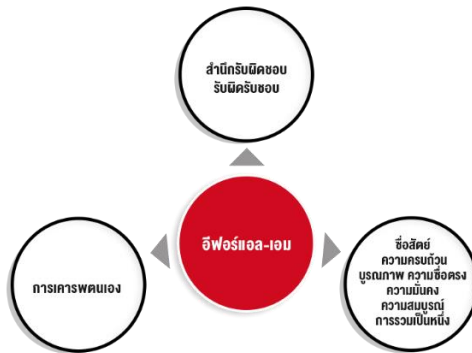 สำนึกรับผิดชอบ
รับผิดรับชอบ
อีฟอร์แอล-เอม
การเคารพตนเอง
ซื่อสัตย์
ความครบถ้วน
บูรณภาพ ความซื่อตรง
ความมั่นคง
ความสมบูรณ์
การรวมเป็นหนึ่ง